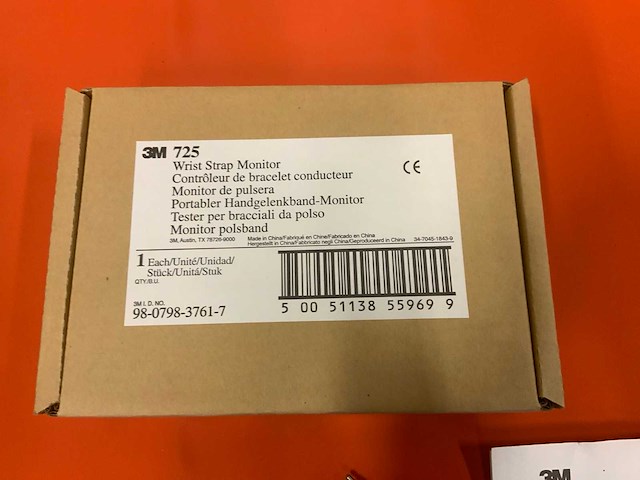 3M 725
Wrist Strap Monitor
Contrôleur de bracelet conducteur
Monitor de pulsera
Portabler Handgelenkband-Monitor
Tester per bracciali da polso
Monitor polsband
CE
3M, Austin, TX 78726-9000
Made in China/Fabriqué en Chine/Fabricado en China
Hergestellt in China/Fabbricato negli China/Geproduceerd in China
34-7045-1843-9
1 Each/Unité/Unidad/
Stück/Unitá/Stuk
QTY/B.U.
3M I.D. NO.
98-0798-3761-7
5 00 51138 55969 9
3M